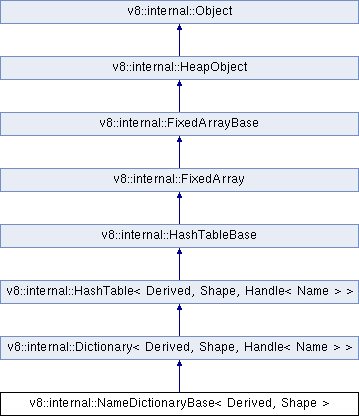 v8::internal::Object
v8::internal::HeapObject
v8::internal::FixedArrayBase
v8::internal::FixedArray
v8::internal::HashTableBase
v8::internal::HashTable< Derived, Shape, Handle< Name > >
v8::internal::Dictionary< Derived, Shape, Handle< Name > >
v8::internal::NameDictionaryBase< Derived, Shape >